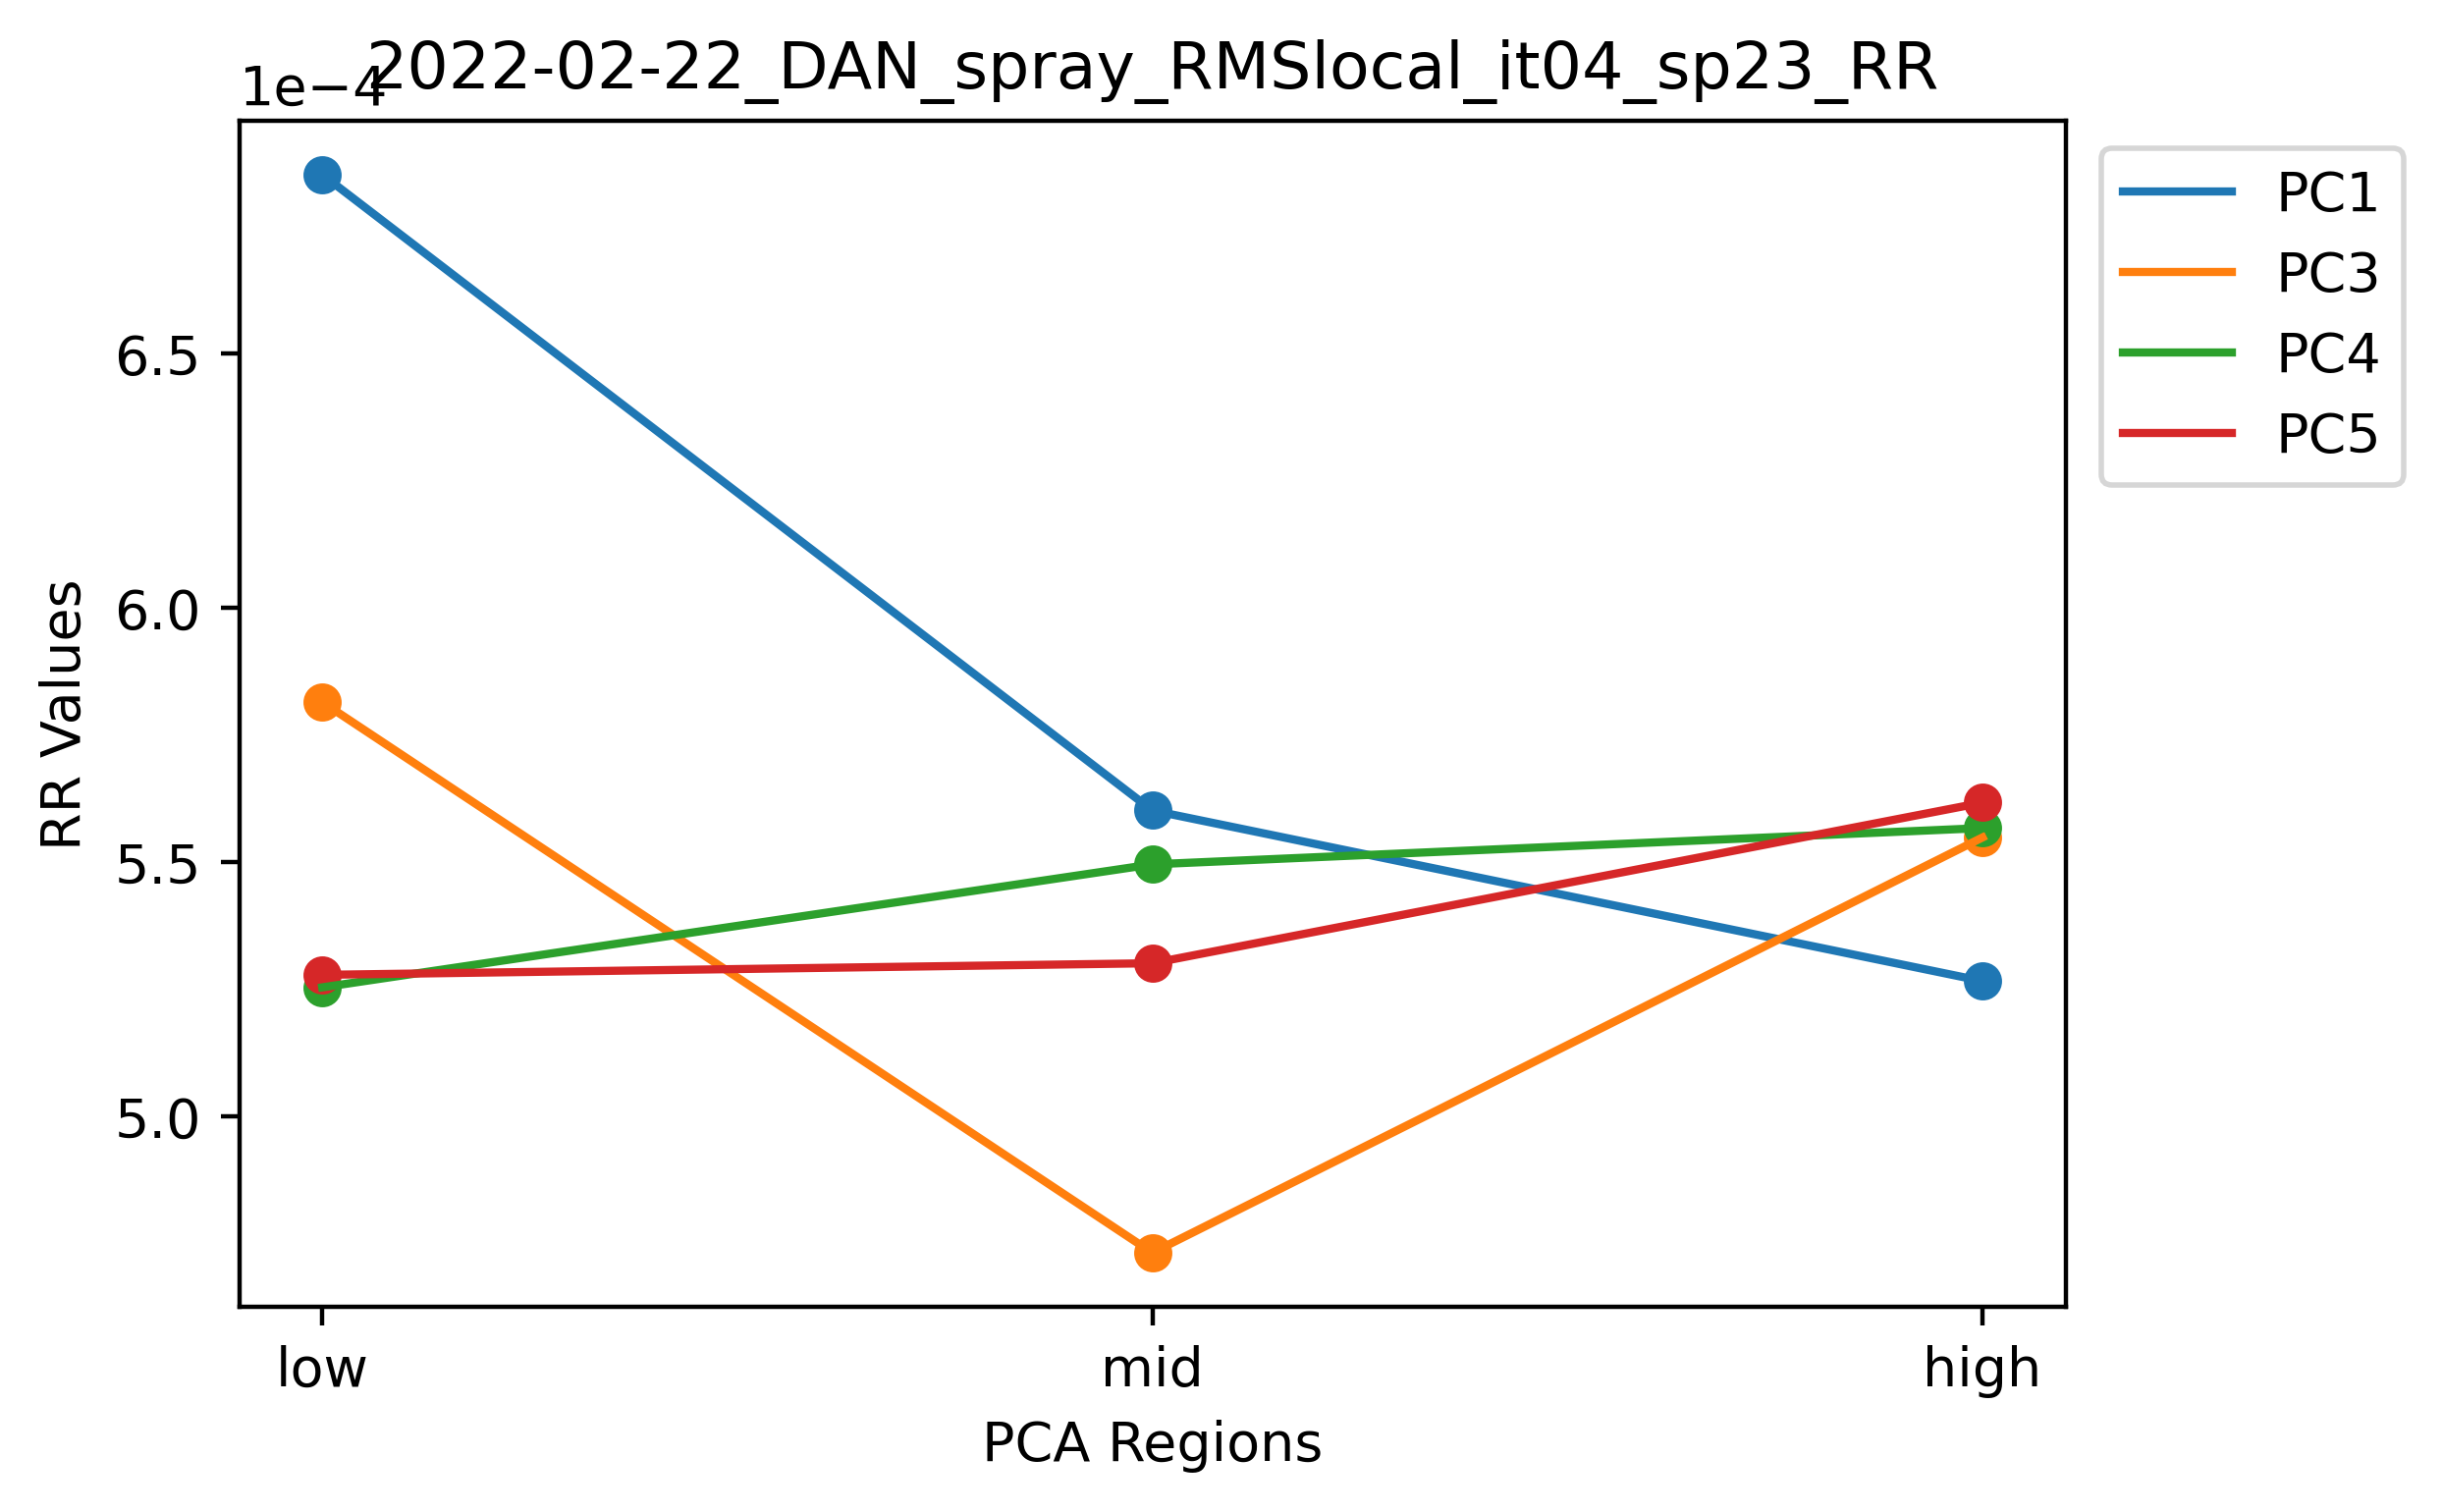 2022-02-22_DAN_spray_RMSlocal_it04_sp23_RR
1e−4
6.5
6.0
5.5
5.0
RR Values
low
mid
high
PCA Regions
PC1
PC3
PC4
PC5